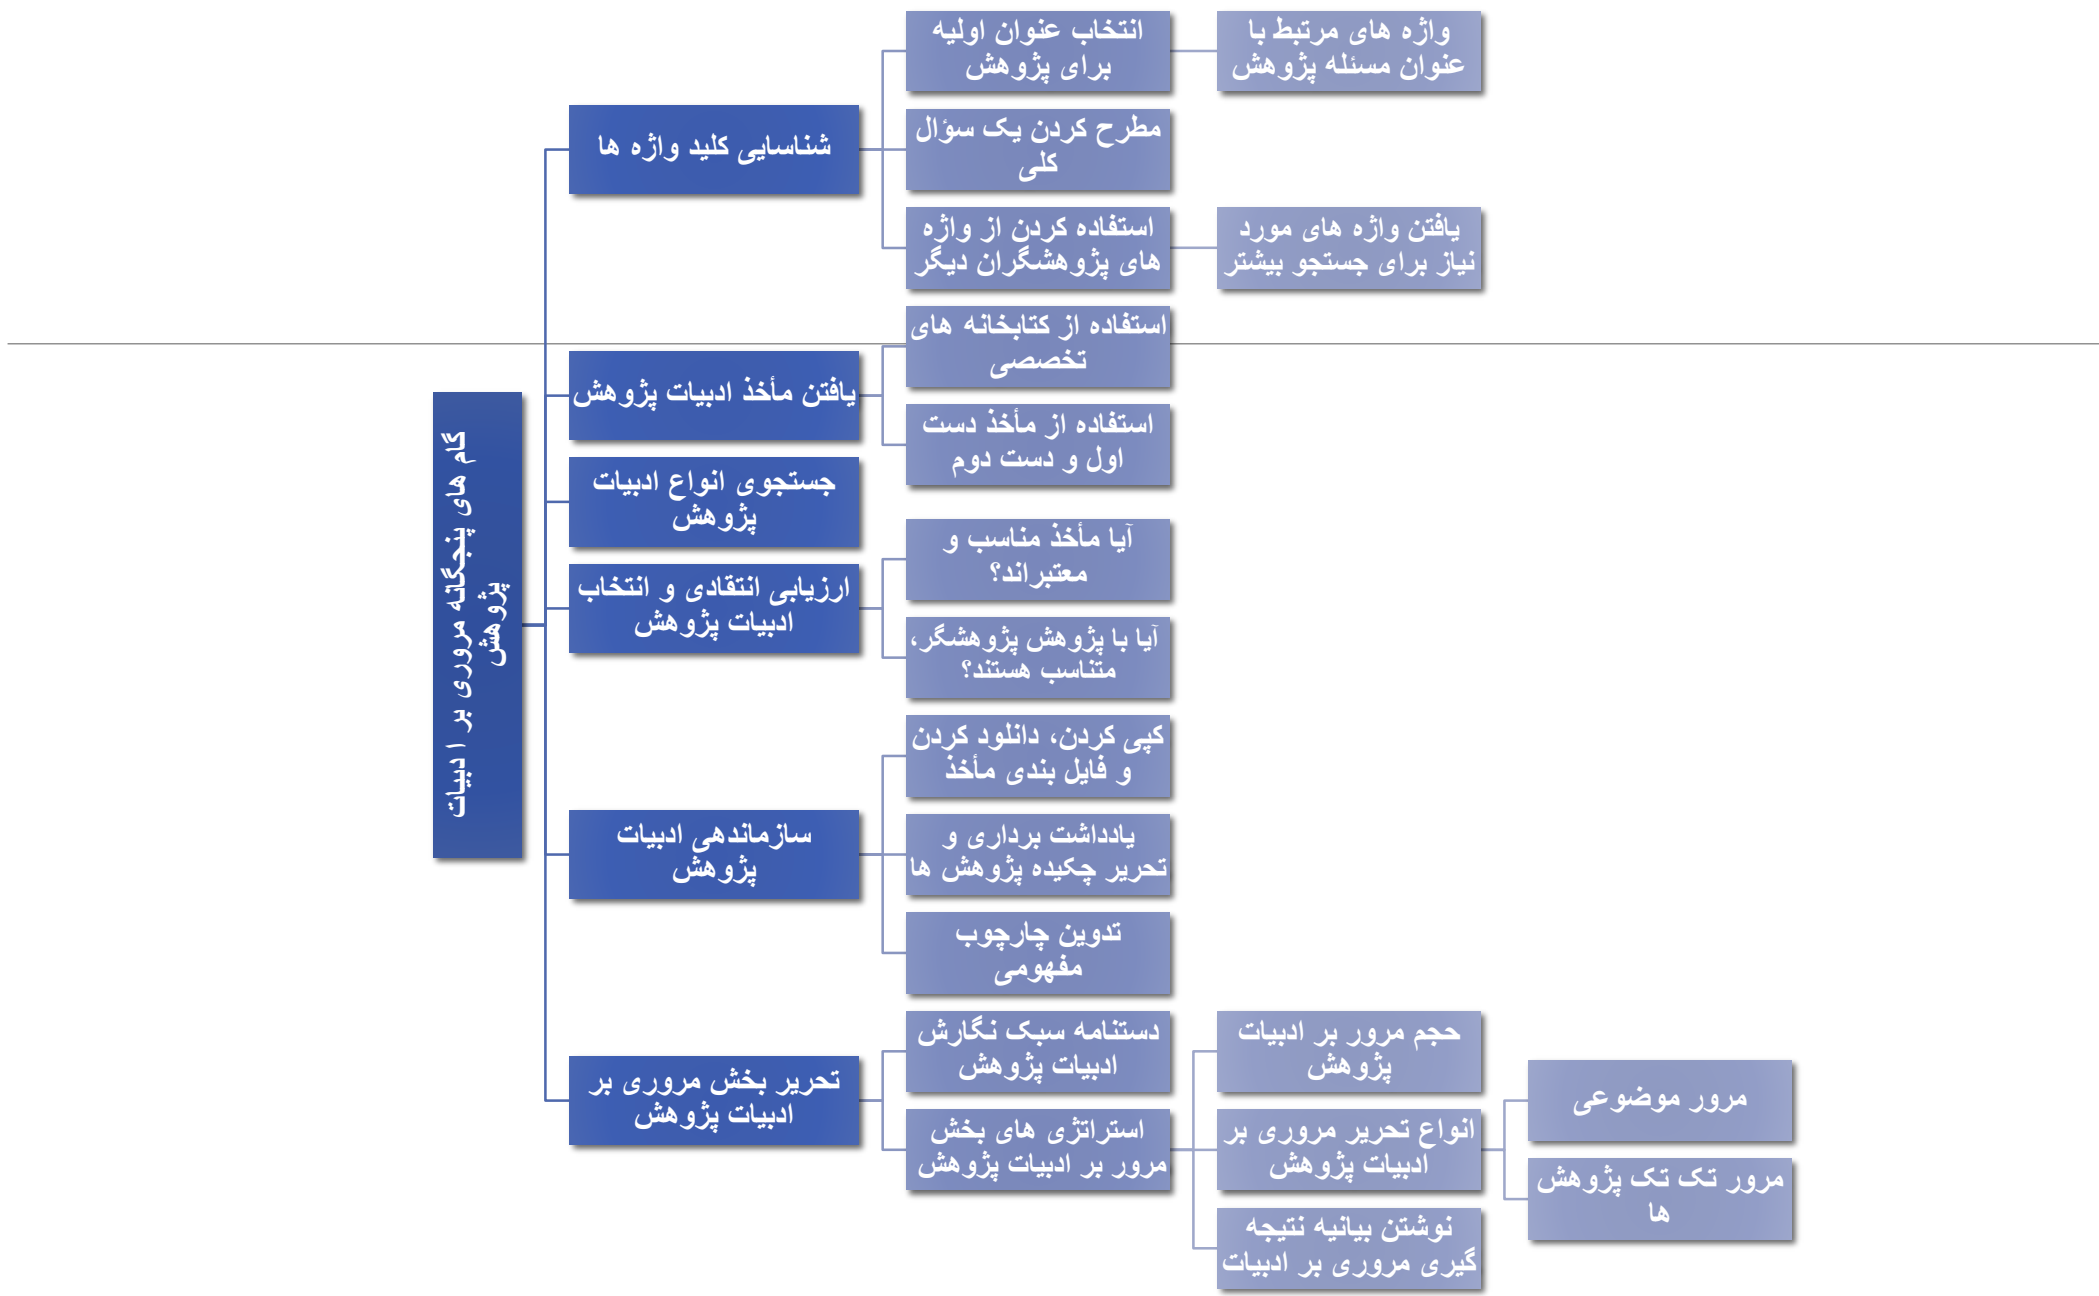 گام های پنجگانه مروری بر ا دبیات
پژوهش
شناسایی کلید واژه ها
انتخاب عنوان اولیه
برای پژوهش
واژه های مرتبط با
عنوان مسئله پژوهش
مطرح کردن یک سؤال
کلی
استفاده کردن از واژه
های پژوهشگران دیگر
یافتن واژه های مورد
نیاز برای جستجو بیشتر
یافتن مأخذ ادبیات پژوهش
استفاده از کتابخانه های
تخصصی
استفاده از مأخذ دست
اول و دست دوم
جستجوی انواع ادبیات
پژوهش
ارزیابی انتقادی و انتخاب
ادبیات پژوهش
آیا مأخذ مناسب و
معتبراند؟
آیا با پژوهش پژوهشگر،
متناسب هستند؟
سازماندهی ادبیات
پژوهش
کپی کردن، دانلود کردن
و فایل بندی مأخذ
یادداشت برداری و
تحریر چکیده پژوهش ها
تدوین چارچوب
مفهومی
تحریر بخش مروری بر
ادبیات پژوهش
دستنامه سبک نگارش
ادبیات پژوهش
استراتژی های بخش
مرور بر ادبیات پژوهش
حجم مرور بر ادبیات
پژوهش
انواع تحریر مروری بر
ادبیات پژوهش
مرور موضوعی
مرور تک تک پژوهش
ها
نوشتن بیانیه نتیجه
گیری مروری بر ادبیات